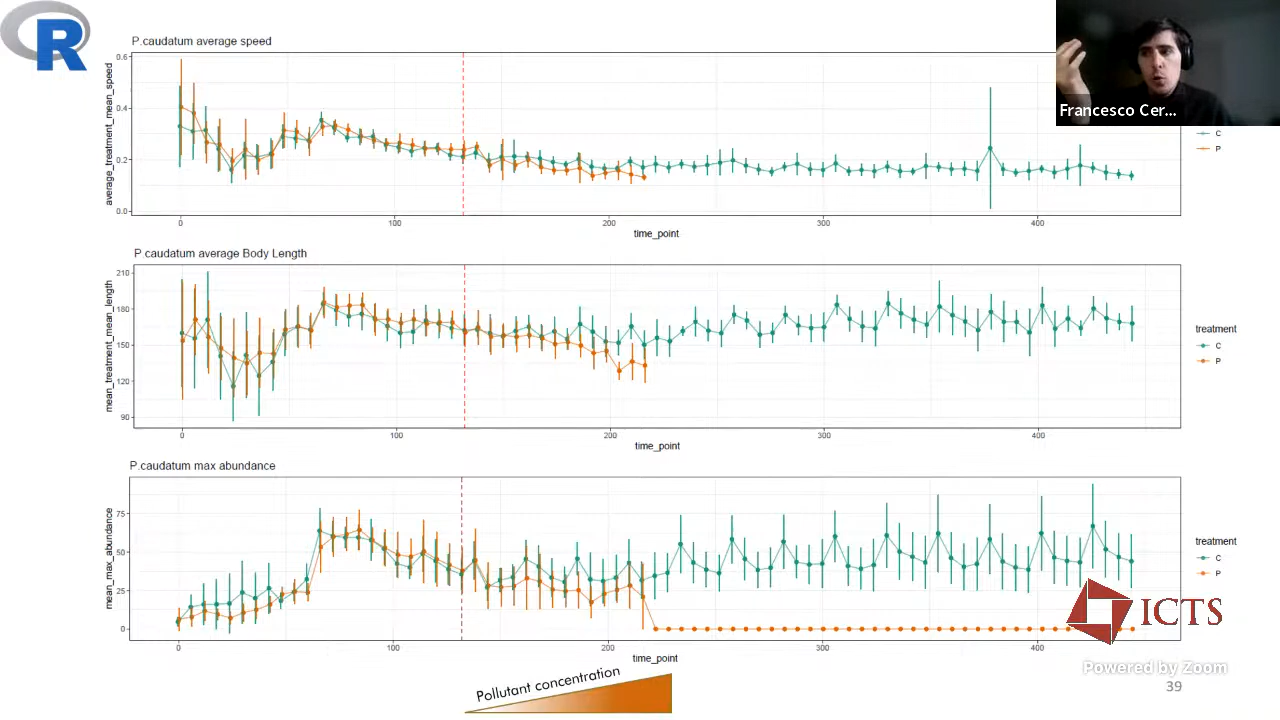 R
P.caudatum average speed
average_treatment_mean_speed
0.6
0.4
0.2
0.0
0
100
200
300
400
time_point
Francesco Cer...
C
P
P.caudatum average Body Length
mean_treatment_mean_length
210
180
150
120
90
0
100
200
300
400
time_point
treatment
C
P
P.caudatum max abundance
mean_max_abundance
75
50
25
0
0
100
200
300
400
time_point
treatment
C
P
ICTS
Powered by Zoom
Pollutant concentration
39